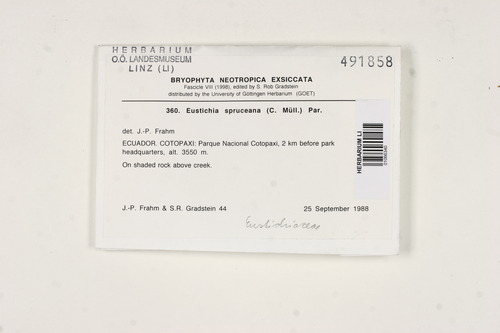 HERBARIUM
O.Ö. LANDESMUSEUM
LINZ (LI)
491858
BRYOPHYTA NEOTROPICA EXSICCATA
Fascicle VIII (1998), edited by S. Rob Gradstein
distributed by the University of Göttingen Herbarium (GOET)
360. Eustichia spruceana (C. Müll.) Par.
det. J.-P. Frahm
ECUADOR. COTOPAXI: Parque Nacional Cotopaxi, 2 km before park
headquarters, alt. 3550 m.
On shaded rock above creek.
J.-P. Frahm & S.R. Gradstein 44
25 September 1988
Eustichiaceae
HERBARIUM LI